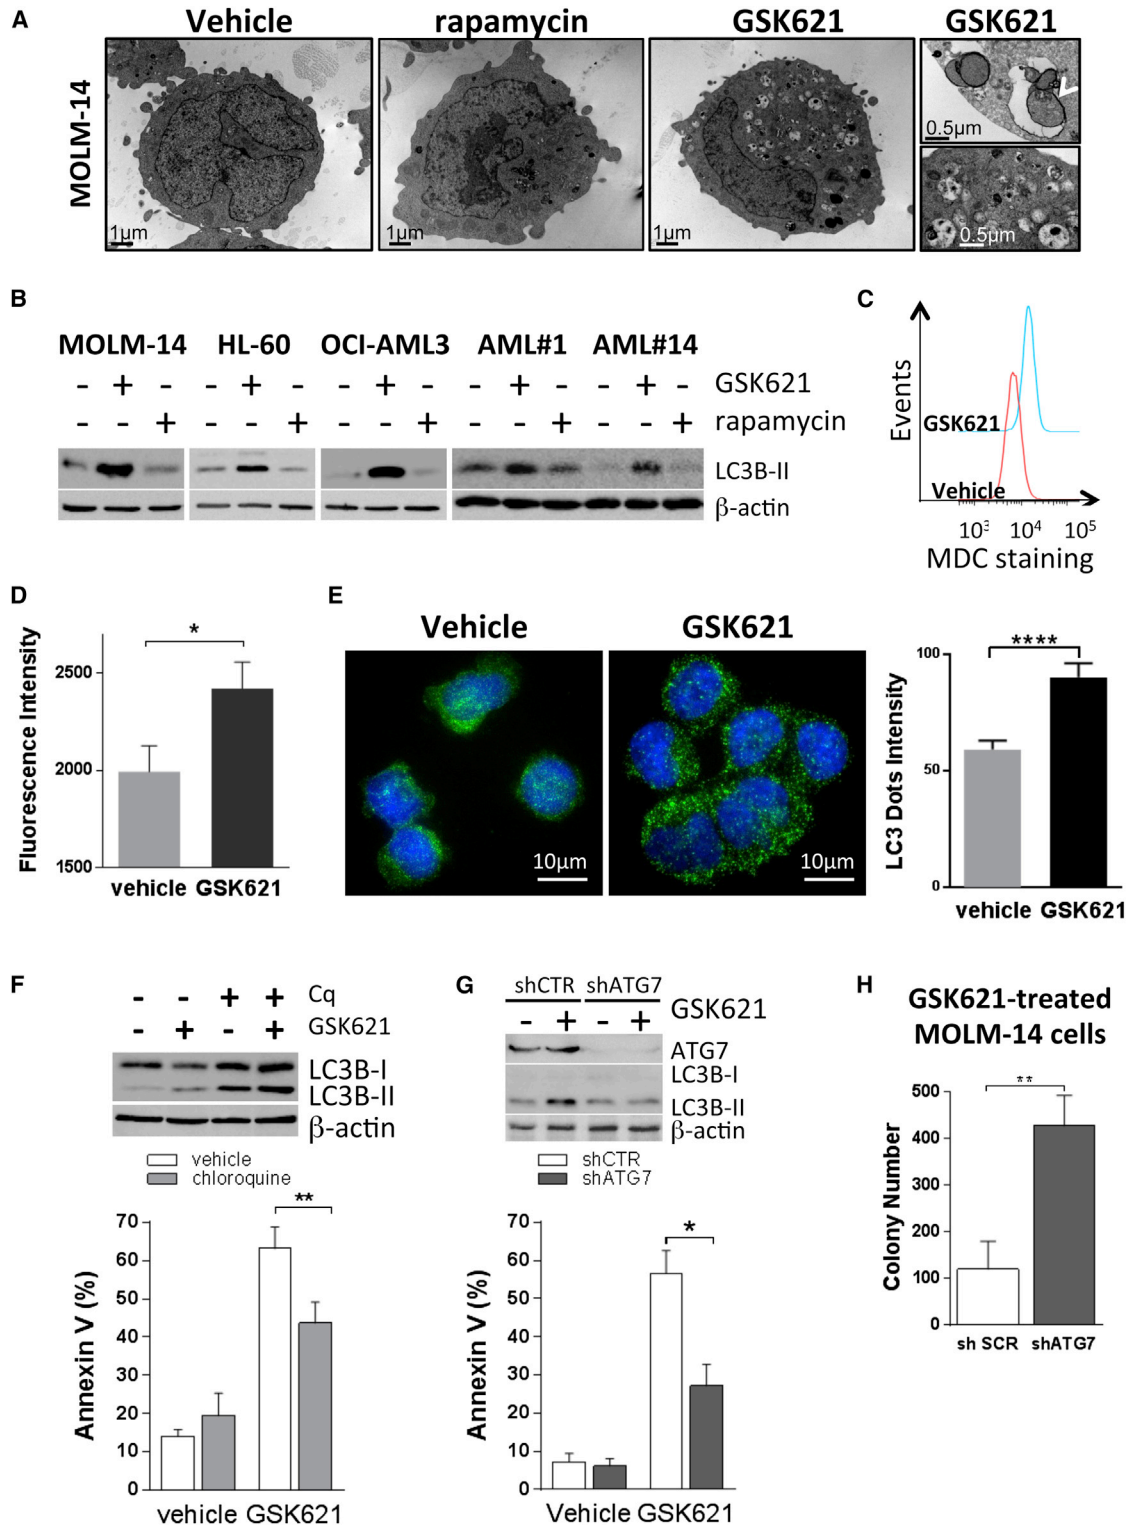 A
Vehicle rapamycin GSK621 GSK621
MOLM-14
1µm 1µm 1µm 0.5µm
0.5µm
B
MOLM-14 HL-60 OCI-AML3 AML#1 AML#14
- + - - + - - + - - + - - + - GSK621
- - + - - + - - + - - + - - + rapamycin
LC3B-II
β-actin
C
Events
GSK621
Vehicle
10³ 10⁴ 10⁵
MDC staining
D
Fluorescence Intensity
*
2500
2000
1500
vehicle GSK621
E
Vehicle GSK621
10µm 10µm
LC3 Dots Intensity
****
100
50
0
vehicle GSK621
F
- - + + Cq
- + - + GSK621
LC3B-I
LC3B-II
β-actin
vehicle
chloroquine
**
Annexin V (%)
70
60
50
40
30
20
10
0
vehicle GSK621
G
shCTR shATG7
- + - + GSK621
ATG7
LC3B-I
LC3B-II
β-actin
shCTR
shATG7
*
Annexin V (%)
70
60
50
40
30
20
10
0
Vehicle GSK621
H
GSK621-treated
MOLM-14 cells
**
Colony Number
500
400
300
200
100
0
sh SCR shATG7